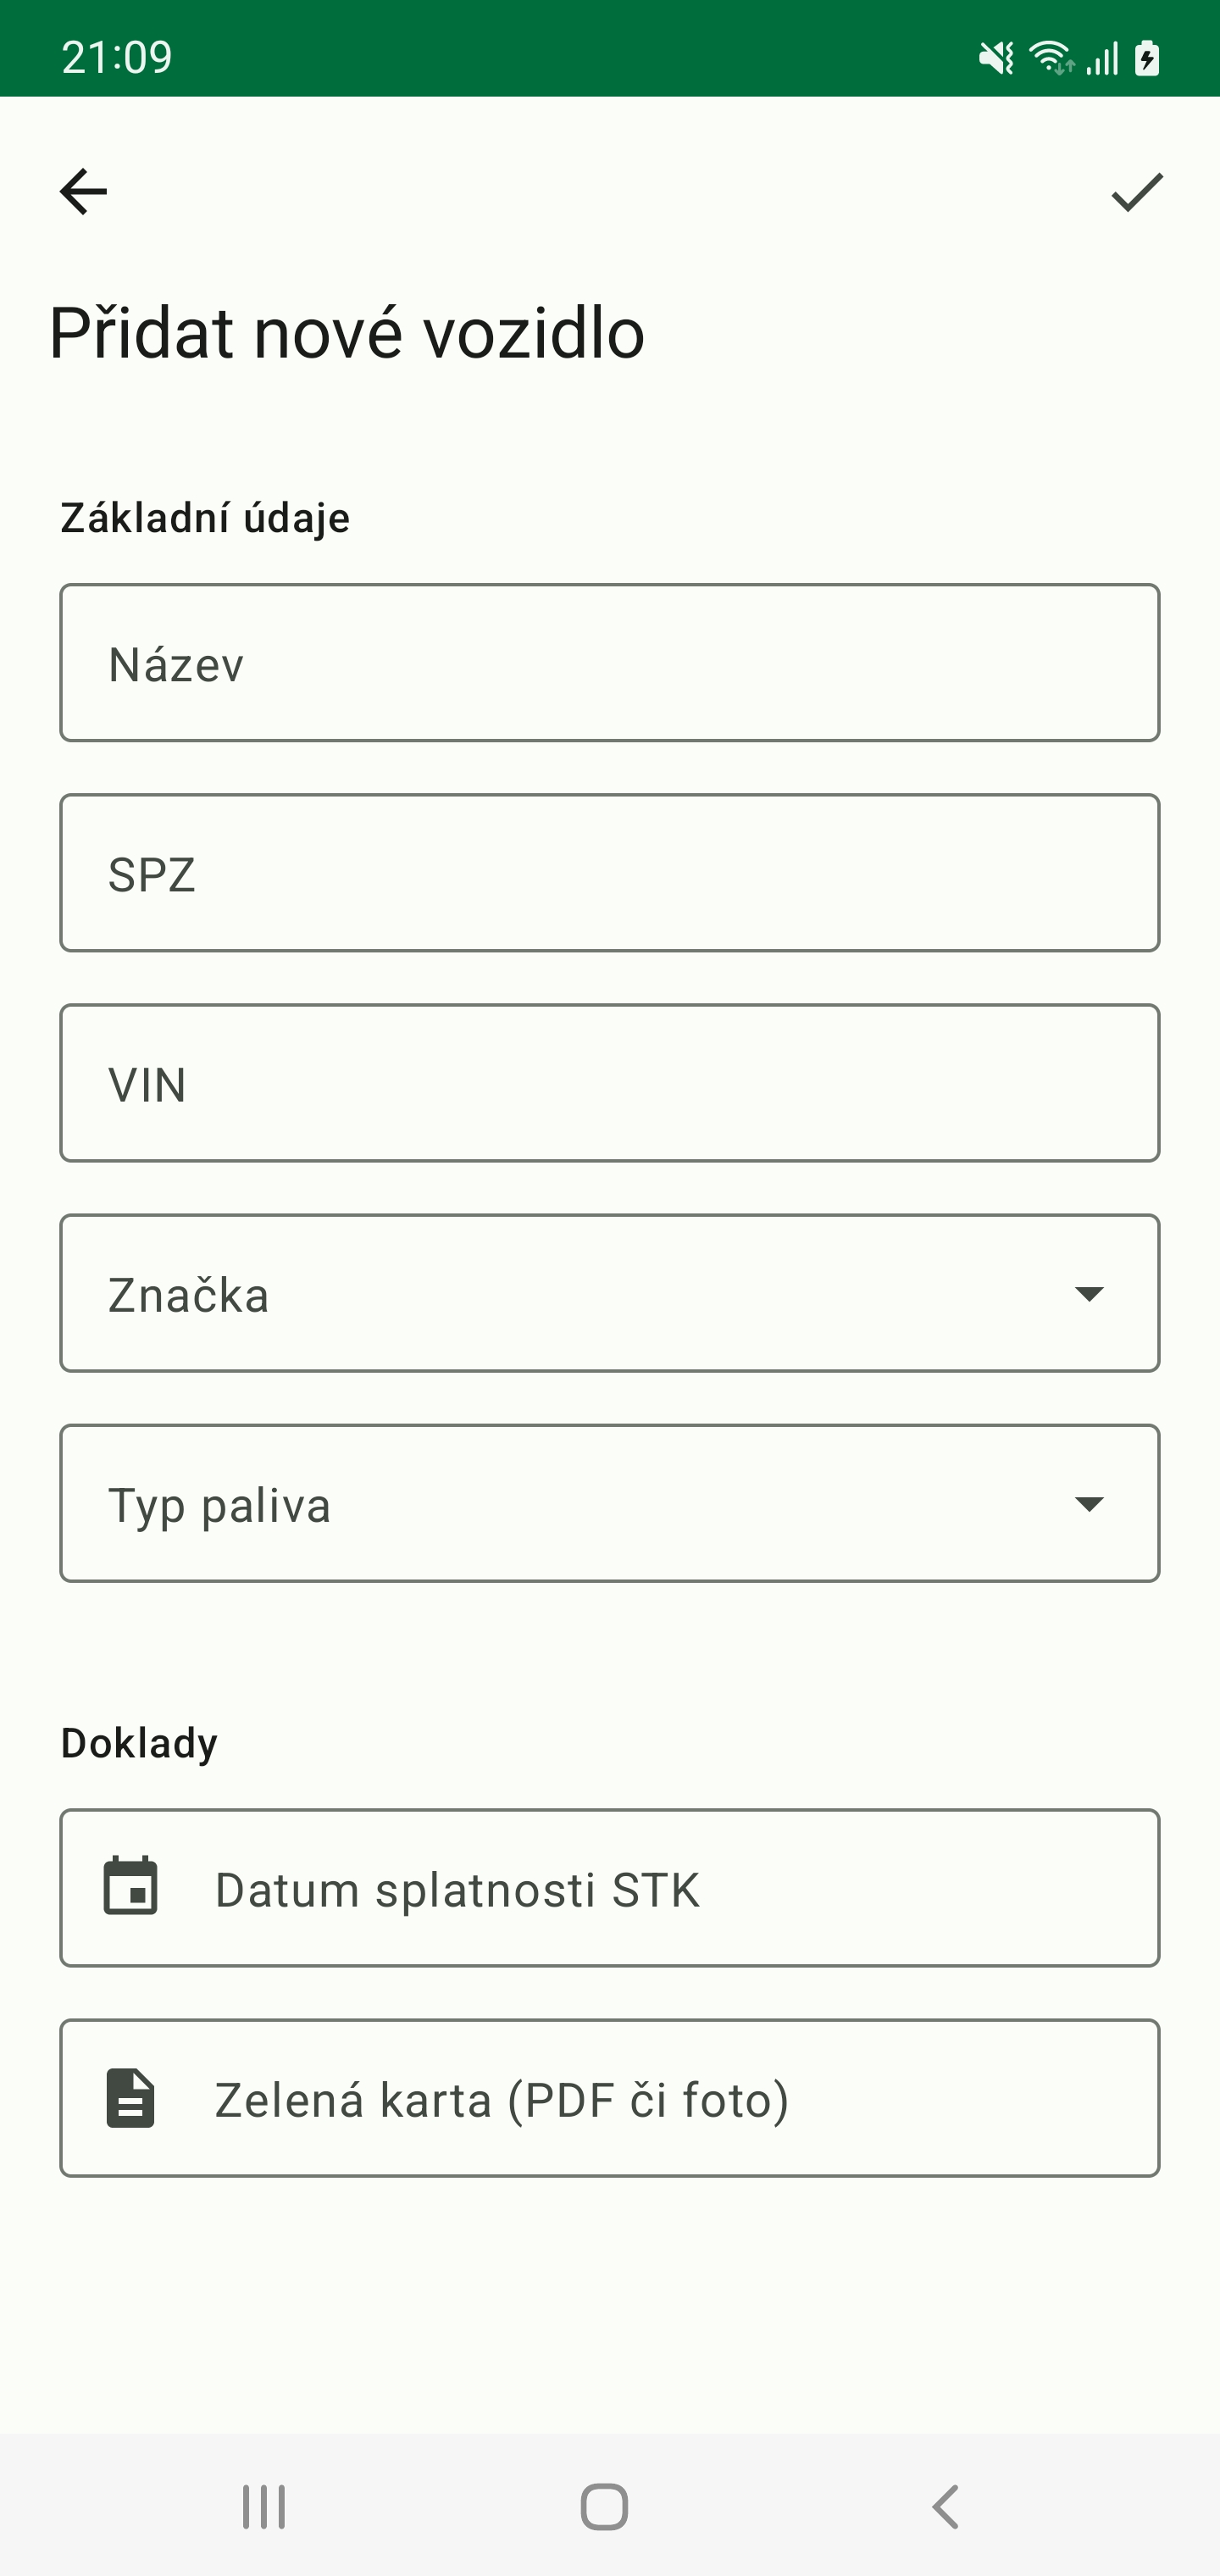 21:09
Přidat nové vozidlo
Základní údaje
Název
SPZ
VIN
Značka
Typ paliva
Doklady
Datum splatnosti STK
Zelená karta (PDF či foto)